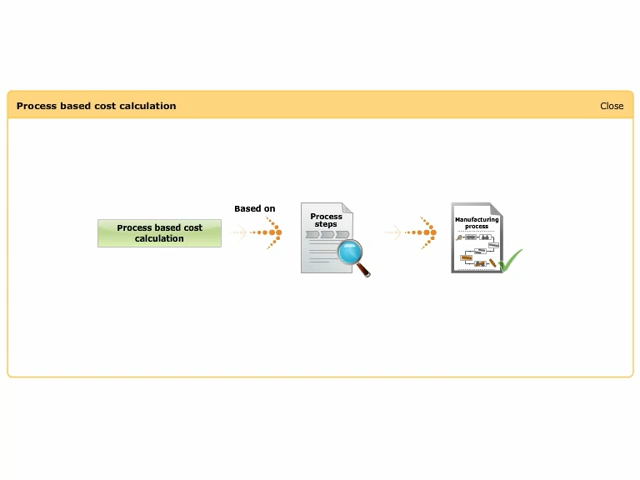 Process based cost calculation
Close
Based on
Process based cost
calculation
Process
steps
Manufacturing
process